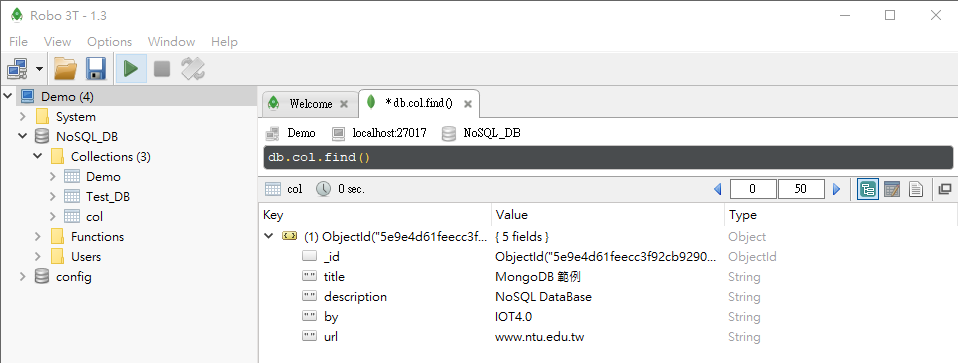 Robo 3T - 1.3
File View Options Window Help
Demo (4)
System
NoSQL_DB
Collections (3)
Demo
Test_DB
col
Functions
Users
config
Welcome * db.col.find()
Demo localhost:27017 NoSQL_DB
db.col.find()
col 0 sec. 0 50
Key Value Type
(1) ObjectId("5e9e4d61feecc3f... { 5 fields } Object
_id ObjectId("5e9e4d61feecc3f92cb9290... ObjectId
title MongoDB 範例 String
description NoSQL DataBase String
by IOT4.0 String
url www.ntu.edu.tw String